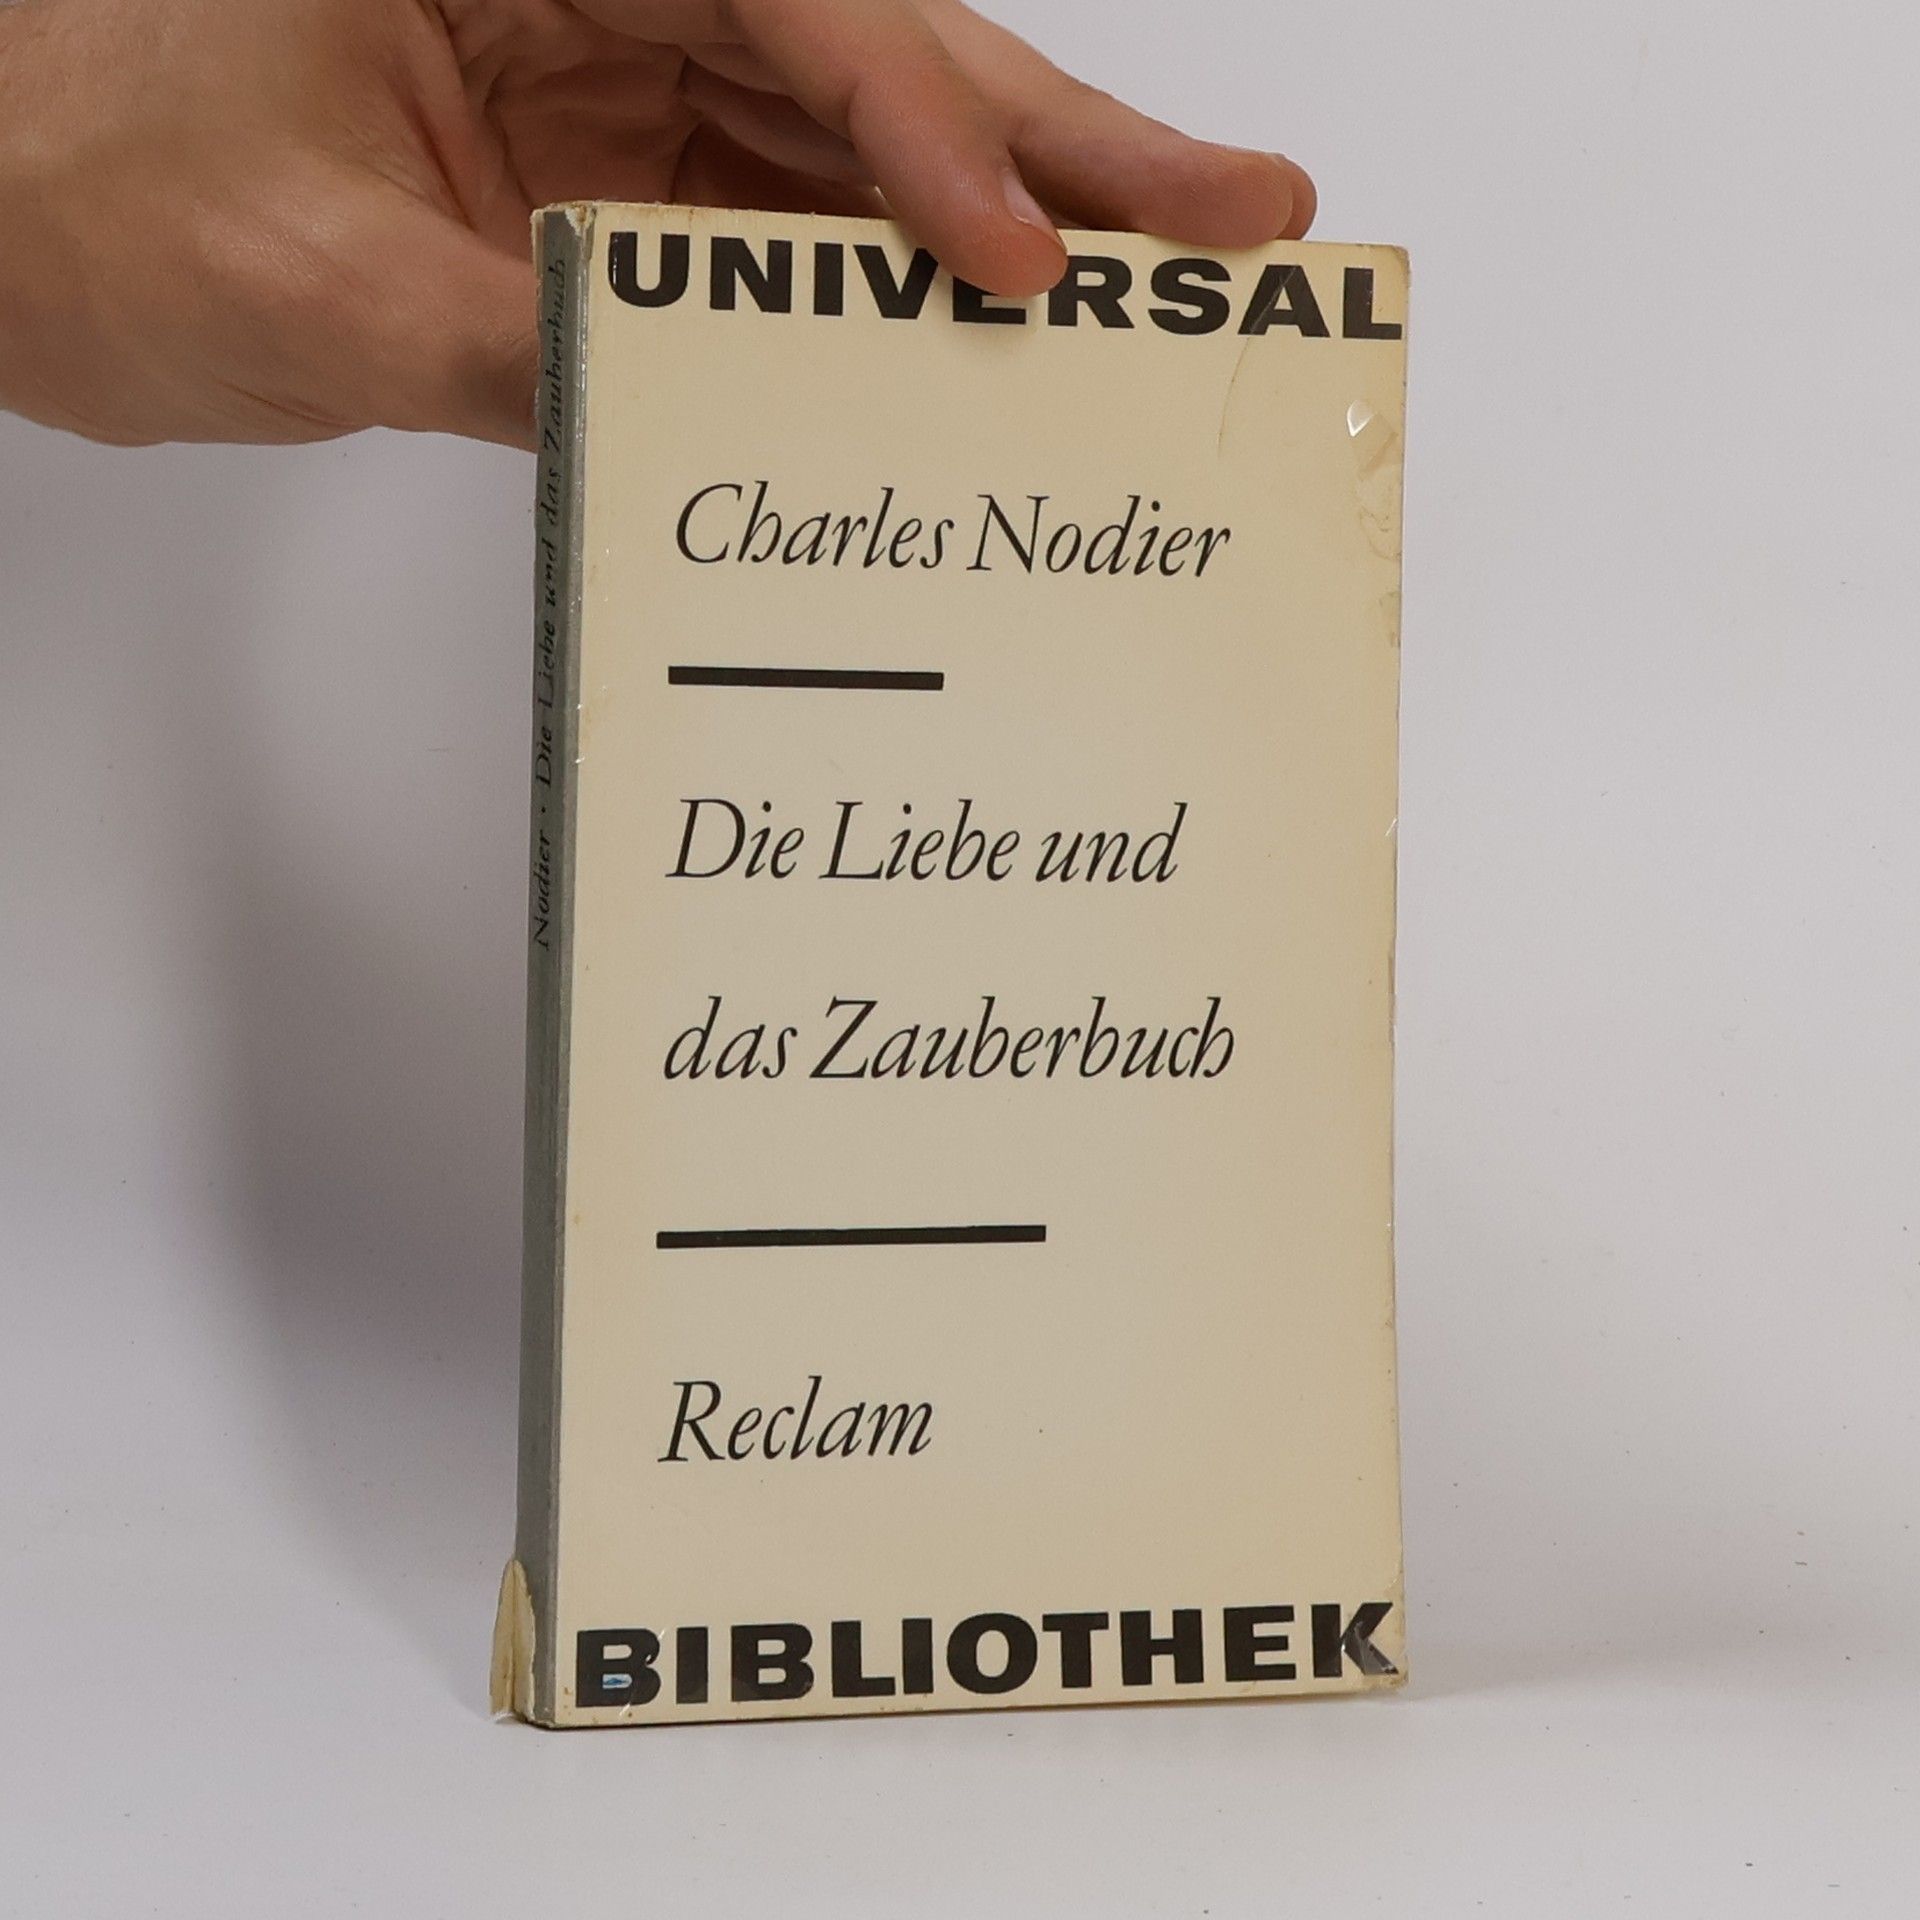 UNIVERSAL
Charles Nodier
Die Liebe und
das Zauberbuch
Reclam
BIBLIOTHEK
Nodier · Die Liebe und das Zauberbuch